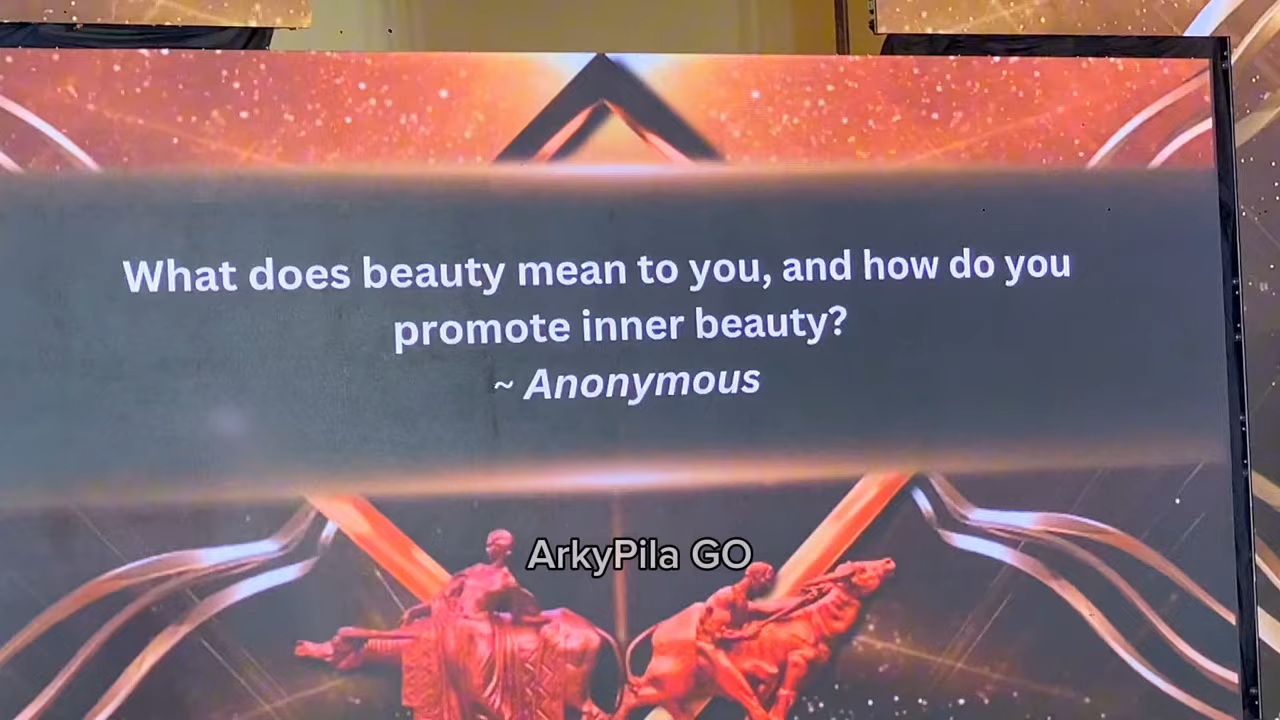 What does beauty mean to you, and how do you
promote inner beauty?
~ Anonymous
ArkyPila GO